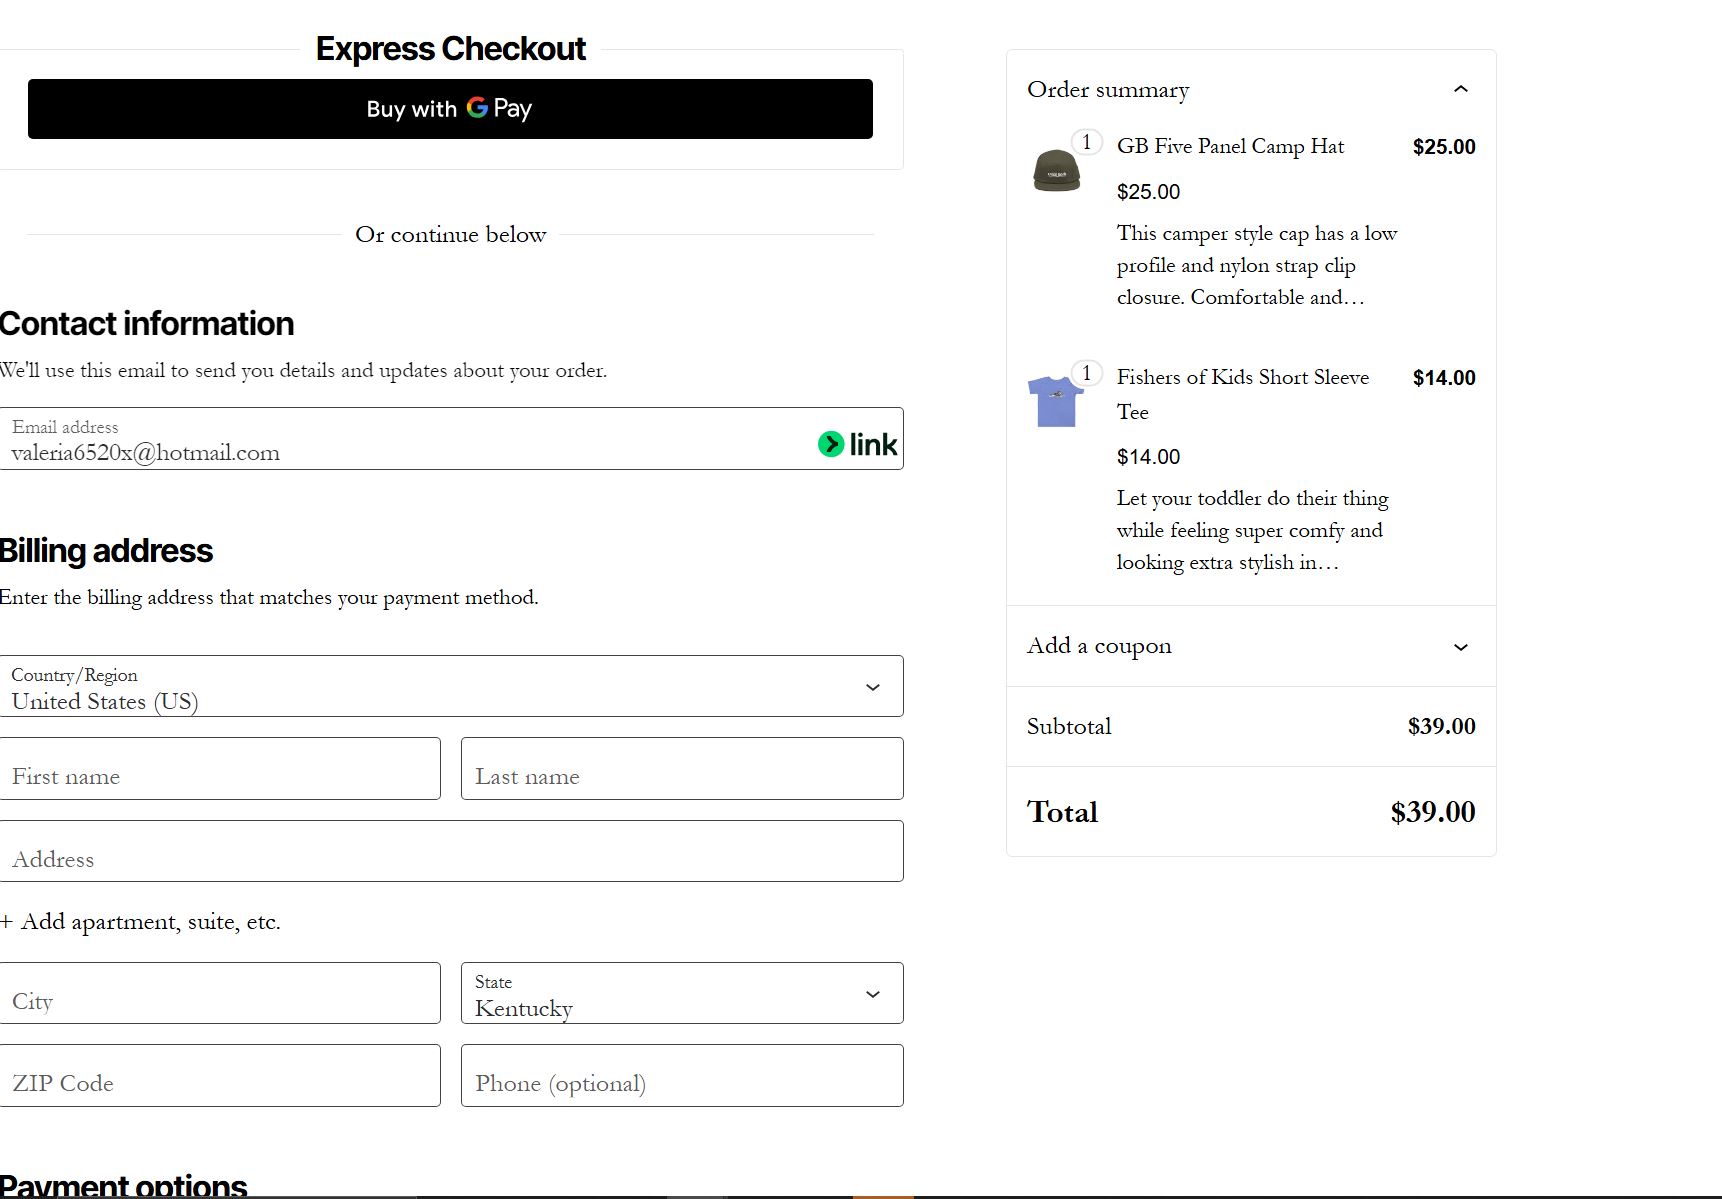 Express Checkout
Buy with G Pay
Or continue below
Contact information
We'll use this email to send you details and updates about your order.
Email address
valeria6520x@hotmail.com
link
Billing address
Enter the billing address that matches your payment method.
Country/Region
United States (US)
First name
Last name
Address
+ Add apartment, suite, etc.
City
State
Kentucky
ZIP Code
Phone (optional)
Payment options
Order summary
1
GB Five Panel Camp Hat
$25.00
$25.00
This camper style cap has a low
profile and nylon strap clip
closure. Comfortable and…
1
Fishers of Kids Short Sleeve
Tee
$14.00
$14.00
Let your toddler do their thing
while feeling super comfy and
looking extra stylish in…
Add a coupon
Subtotal
$39.00
Total
$39.00